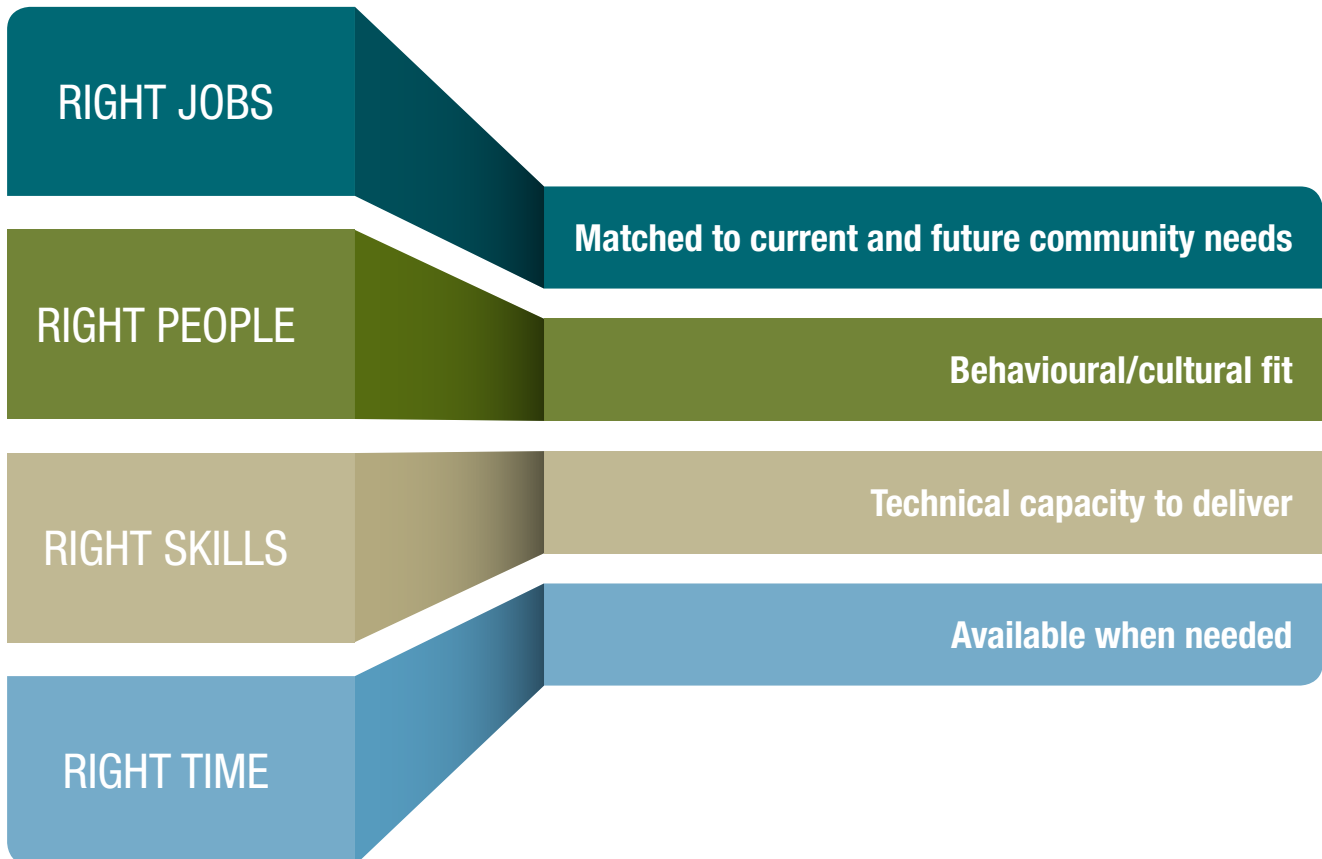 RIGHT JOBS
Matched to current and future community needs
RIGHT PEOPLE
Behavioural/cultural fit
RIGHT SKILLS
Technical capacity to deliver
RIGHT TIME
Available when needed